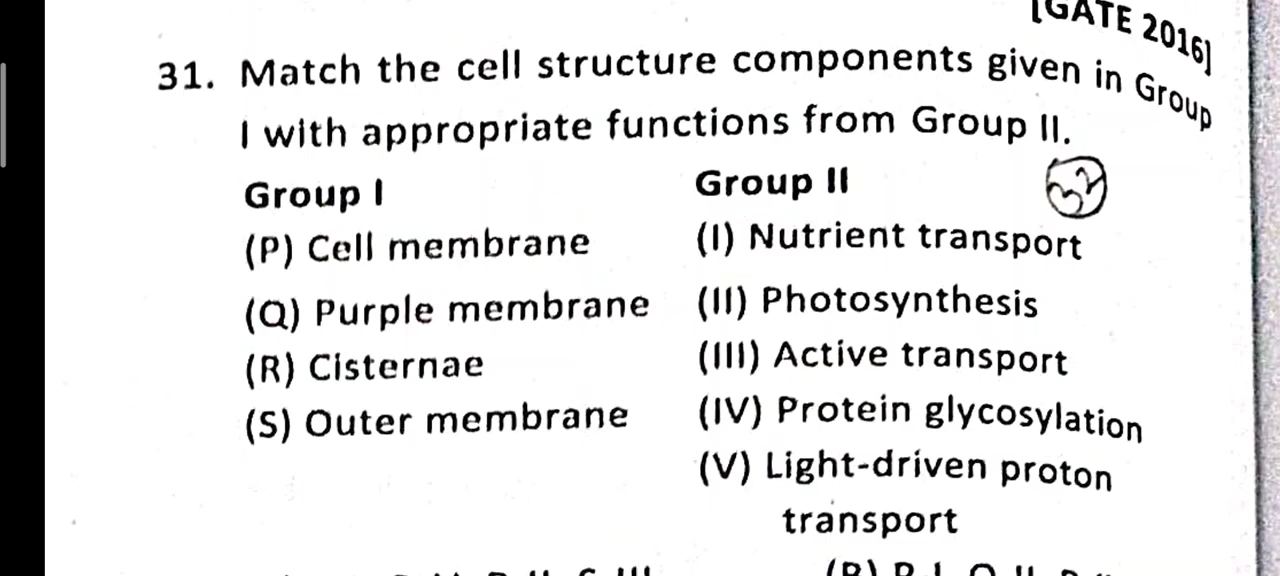 [GATE 2016]
31. Match the cell structure components given in Group
I with appropriate functions from Group II.
Group I Group II
32
(P) Cell membrane (I) Nutrient transport
(Q) Purple membrane (II) Photosynthesis
(R) Cisternae (III) Active transport
(S) Outer membrane (IV) Protein glycosylation
(V) Light-driven proton
transport